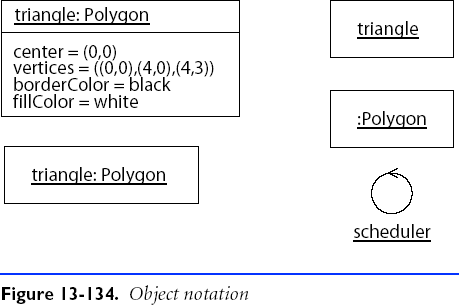 triangle: Polygon
center = (0,0)
vertices = ((0,0),(4,0),(4,3))
borderColor = black
fillColor = white
triangle: Polygon
triangle
:Polygon
scheduler
Figure 13-134. Object notation